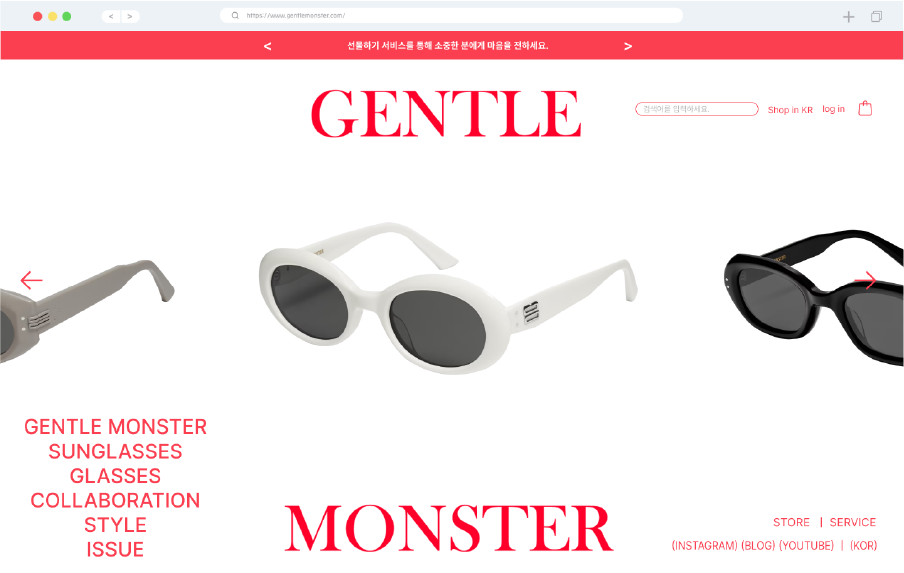 < >
https://www.gentlemonster.com/
< 선물하기 서비스를 통해 소중한 분에게 마음을 전하세요. >
GENTLE
검색어를 입력하세요.
Shop in KR
log in
GENTLE MONSTER
SUNGLASSES
GLASSES
COLLABORATION
STYLE
ISSUE
MONSTER
STORE | SERVICE
(INSTAGRAM) (BLOG) (YOUTUBE) | (KOR)